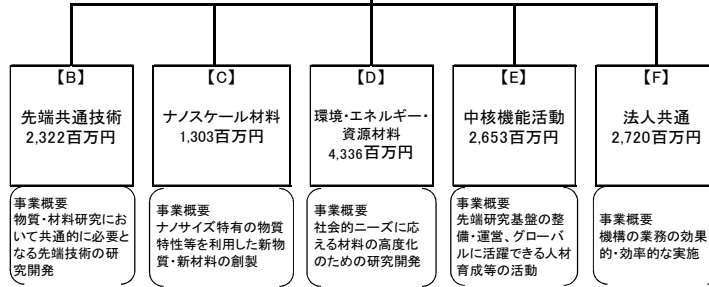 【B】
先端共通技術
2,322百万円
【C】
ナノスケール材料
1,303百万円
【D】
環境・エネルギー・
資源材料
4,336百万円
【E】
中核機能活動
2,653百万円
【F】
法人共通
2,720百万円
事業概要
物質・材料研究にお
いて共通的に必要と
なる先端技術の研
究開発
事業概要
ナノサイズ特有の物質
特性等を利用した新物
質・新材料の創製
事業概要
社会的ニーズに応
える材料の高度化
のための研究開発
事業概要
先端研究基盤の整
備・運営、グローバ
ルに活躍できる人材
育成等の活動
事業概要
機構の業務の効果
的・効率的な実施